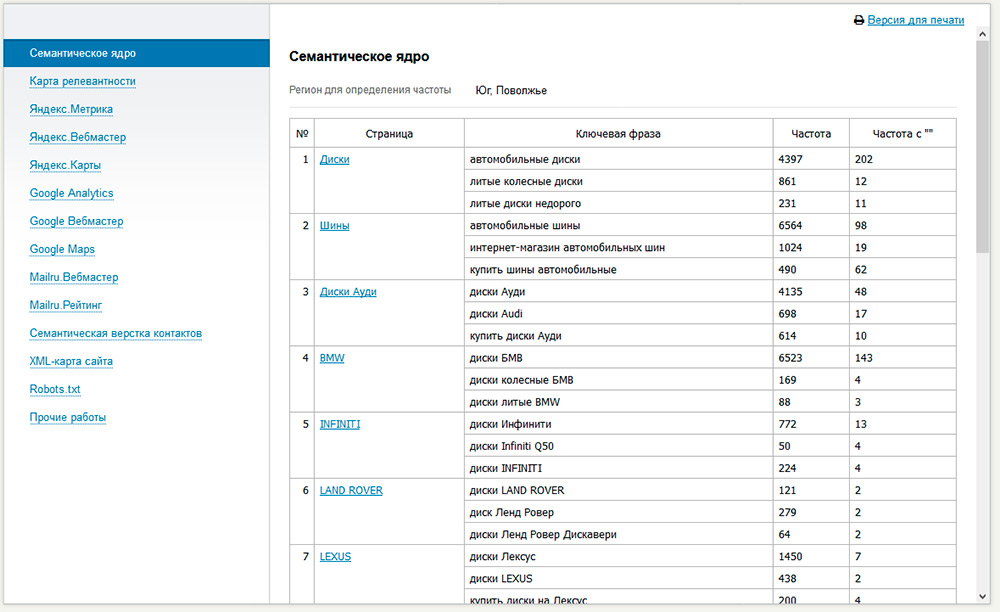 Версия для печати
Семантическое ядро
Карта релевантности
Яндекс.Метрика
Яндекс.Вебмастер
Яндекс.Карты
Google Analytics
Google Вебмастер
Google Maps
Mailru.Вебмастер
Mailru.Рейтинг
Семантическая верстка контактов
XML-карта сайта
Robots.txt
Прочие работы
Семантическое ядро
Регион для определения частоты Юг, Поволжье
№ Страница Ключевая фраза Частота Частота с ""
1 Диски автомобильные диски 4397 202
литые колесные диски 861 12
литые диски недорого 231 11
2 Шины автомобильные шины 6564 98
интернет-магазин автомобильных шин 1024 19
купить шины автомобильные 490 62
3 Диски Ауди диски Ауди 4135 48
диски Audi 698 17
купить диски Ауди 614 10
4 BMW диски БМВ 6523 143
диски колесные БМВ 169 4
диски литые BMW 88 3
5 INFINITI диски Инфинити 772 13
диски Infiniti Q50 50 4
диски INFINITI 224 4
6 LAND ROVER диски LAND ROVER 121 2
диск Ленд Ровер 279 2
диски Ленд Ровер Дискавери 64 2
7 LEXUS диски Лексус 1450 7
диски LEXUS 438 2
купить диски на Лексус 200 4